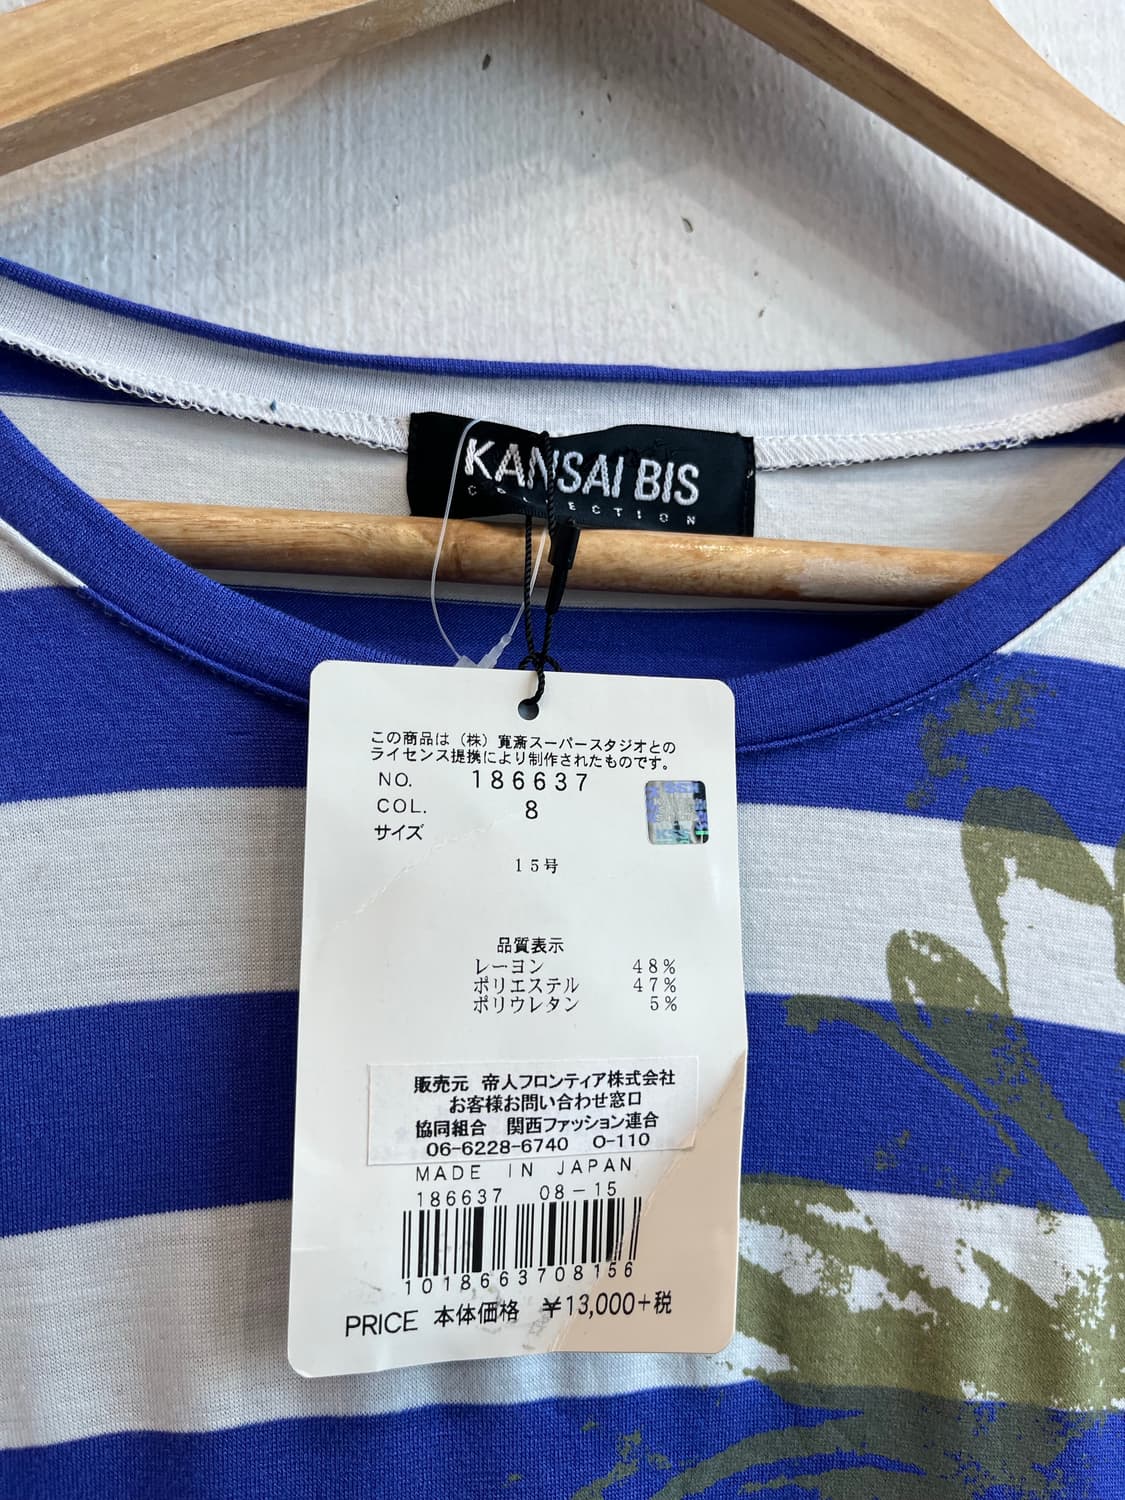 KANSAI BIS
COLLECTION
この商品は(株)寛斎スーパースタジオとの
ライセンス提携により制作されたものです。
NO. 186637
COL. 8
サイズ
15号
KSS
品質表示
レーヨン 48%
ポリエステル 47%
ポリウレタン 5%
販売元 帝人フロンティア株式会社
お客様お問い合わせ窓口
協同組合 関西ファッション連合
06-6228-6740 O-110
MADE IN JAPAN
186637 08-15
1018663708156
PRICE 本体価格 ¥13,000+税